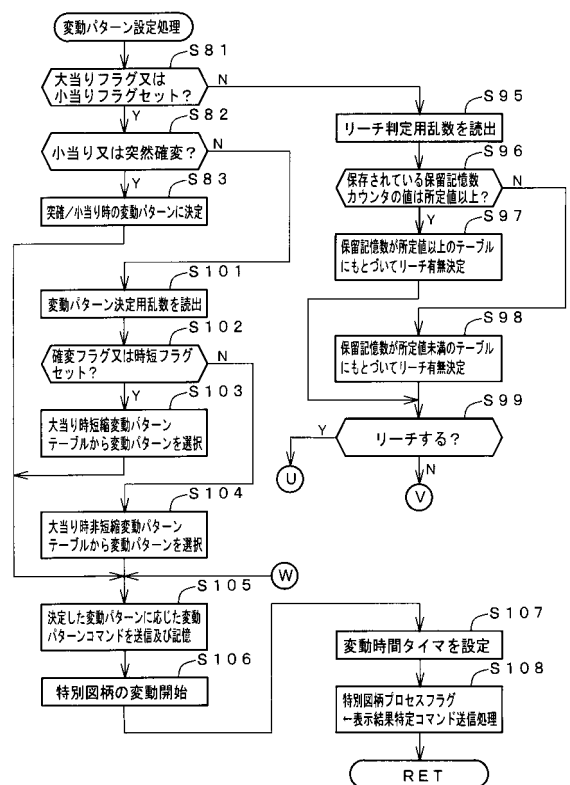 変動パターン設定処理
S81
大当りフラグ又は
小当りフラグセット?
N
Y
S82
小当り又は突然確変?
N
Y
S83
突確/小当り時の変動パターンに決定
S101
変動パターン決定用乱数を読出
S102
確変フラグ又は時短フラグ
セット?
N
Y
S103
大当り時短縮変動パターン
テーブルから変動パターンを選択
S104
大当り時非短縮変動パターン
テーブルから変動パターンを選択
W
S105
決定した変動パターンに応じた変動
パターンコマンドを送信及び記憶
S106
特別図柄の変動開始
S95
リーチ判定用乱数を読出
S96
保存されている保留記憶数
カウンタの値は所定値以上?
N
Y
S97
保留記憶数が所定値以上のテーブル
にもとづいてリーチ有無決定
S98
保留記憶数が所定値未満のテーブル
にもとづいてリーチ有無決定
S99
リーチする?
Y
U
N
V
S107
変動時間タイマを設定
S108
特別図柄プロセスフラグ
←表示結果特定コマンド送信処理
RET